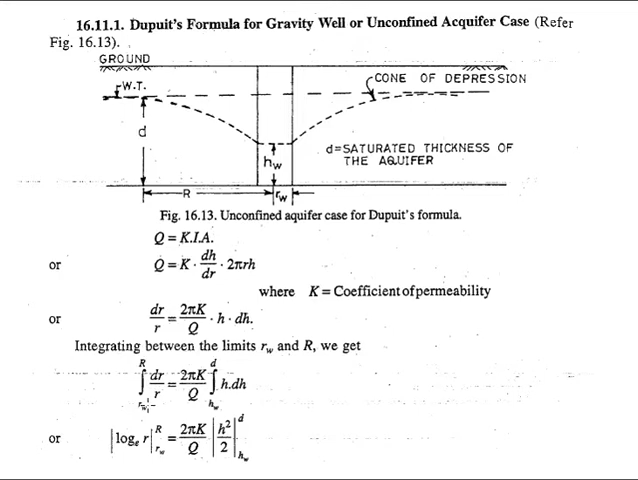 16.11.1. Dupuit's Formula for Gravity Well or Unconfined Acquifer Case (Refer
Fig. 16.13).
GROUND
W.T.
CONE OF DEPRESSION
d
d=SATURATED THICKNESS OF
THE AQUIFER
hw
R
rw
Fig. 16.13. Unconfined aquifer case for Dupuit's formula.
Q = K.I.A.
or Q = K · dh/dr · 2πrh
where K = Coefficient of permeability
or dr/r = 2πK/Q · h · dh.
Integrating between the limits r_w and R, we get
∫_{r_w}^{R} dr/r = 2πK/Q ∫_{h_w}^{d} h.dh
or |log_e r|_{r_w}^{R} = 2πK/Q |h²/2|_{h_w}^{d}